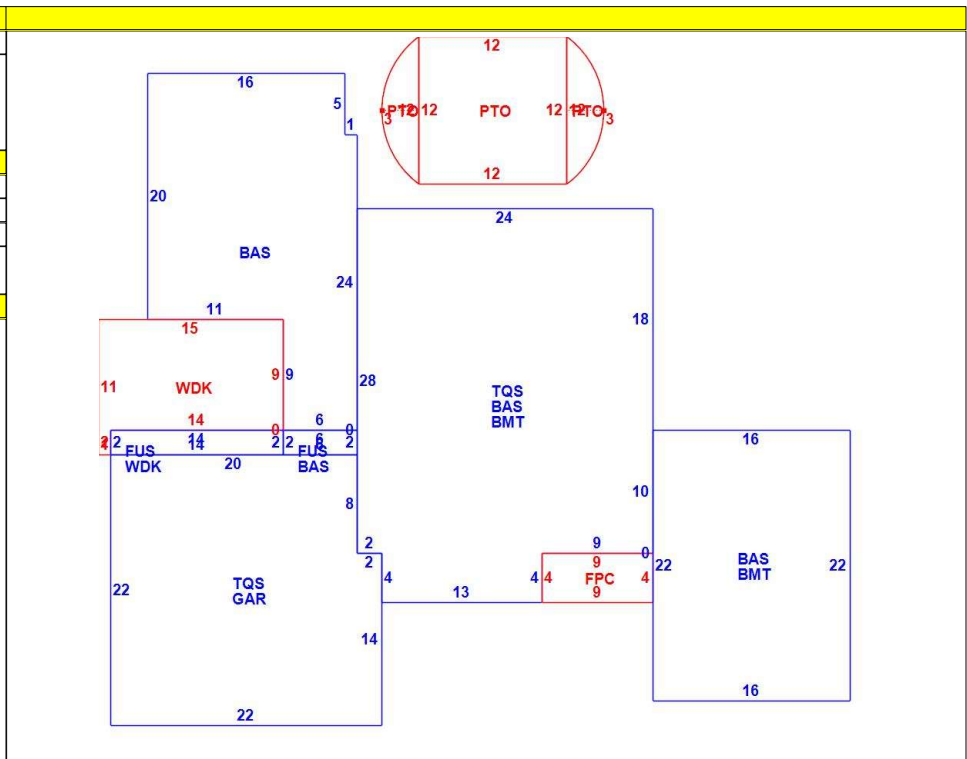 12
16
5
PTO 12 12 PTO 12 12 PTO
3 3
1
12
20
24
BAS
24
11
15
18
9 9
11 WDK
28
TQS
BAS
BMT
14 0 6 0
16
2 2 14 2 2 6 2
4 FUS 14 FUS
WDK 20 BAS
10
8
2 9 0
2 9
22 4 4 4 FPC 4 22 BAS 22
BMT
TQS
GAR
13 9
14
16
22